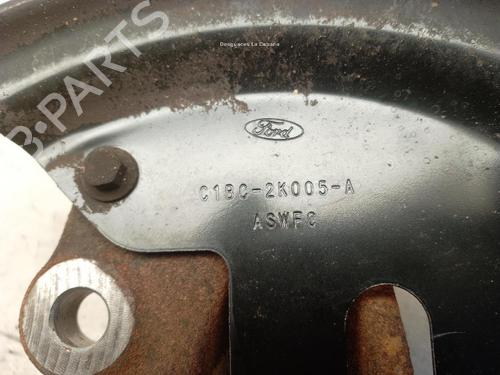 Desguaces La Cabaña
B-PARTS
Ford
C1BC-2K005-A
ASWFC